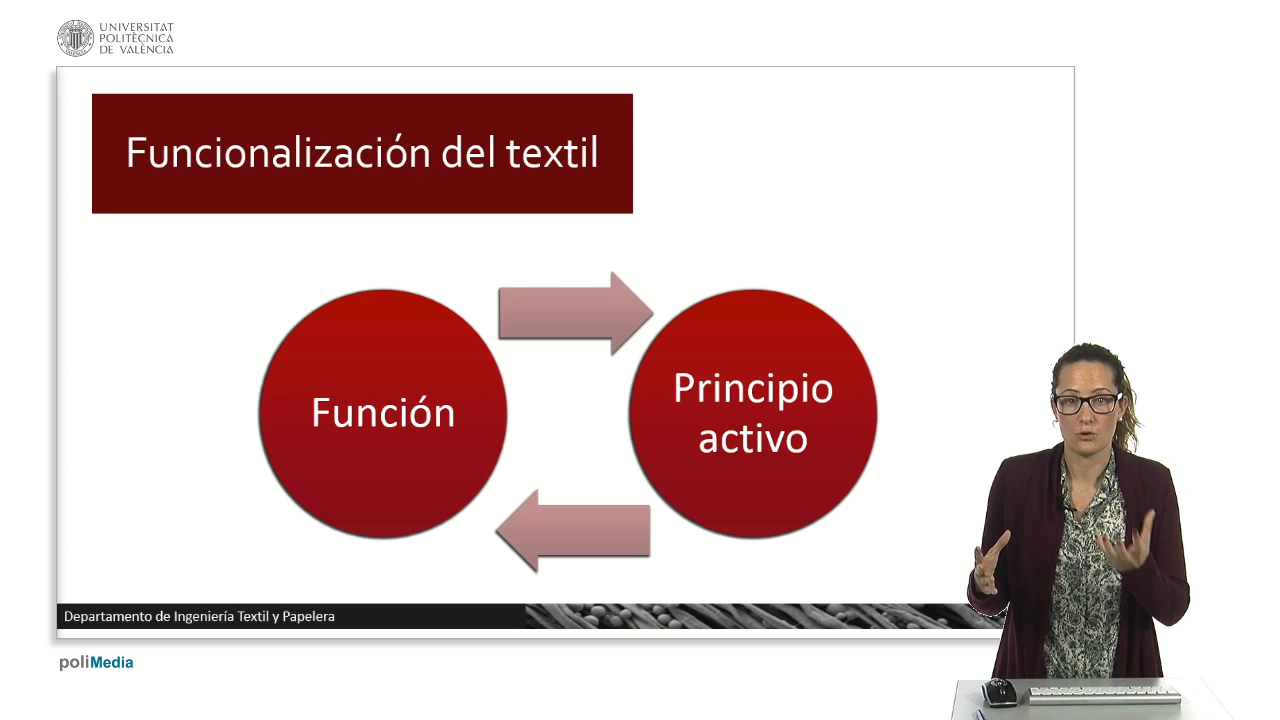 UNIVERSITAT
POLITÈCNICA
DE VALÈNCIA
Funcionalización del textil
Función
Principio
activo
Departamento de Ingeniería Textil y Papelera
poliMedia